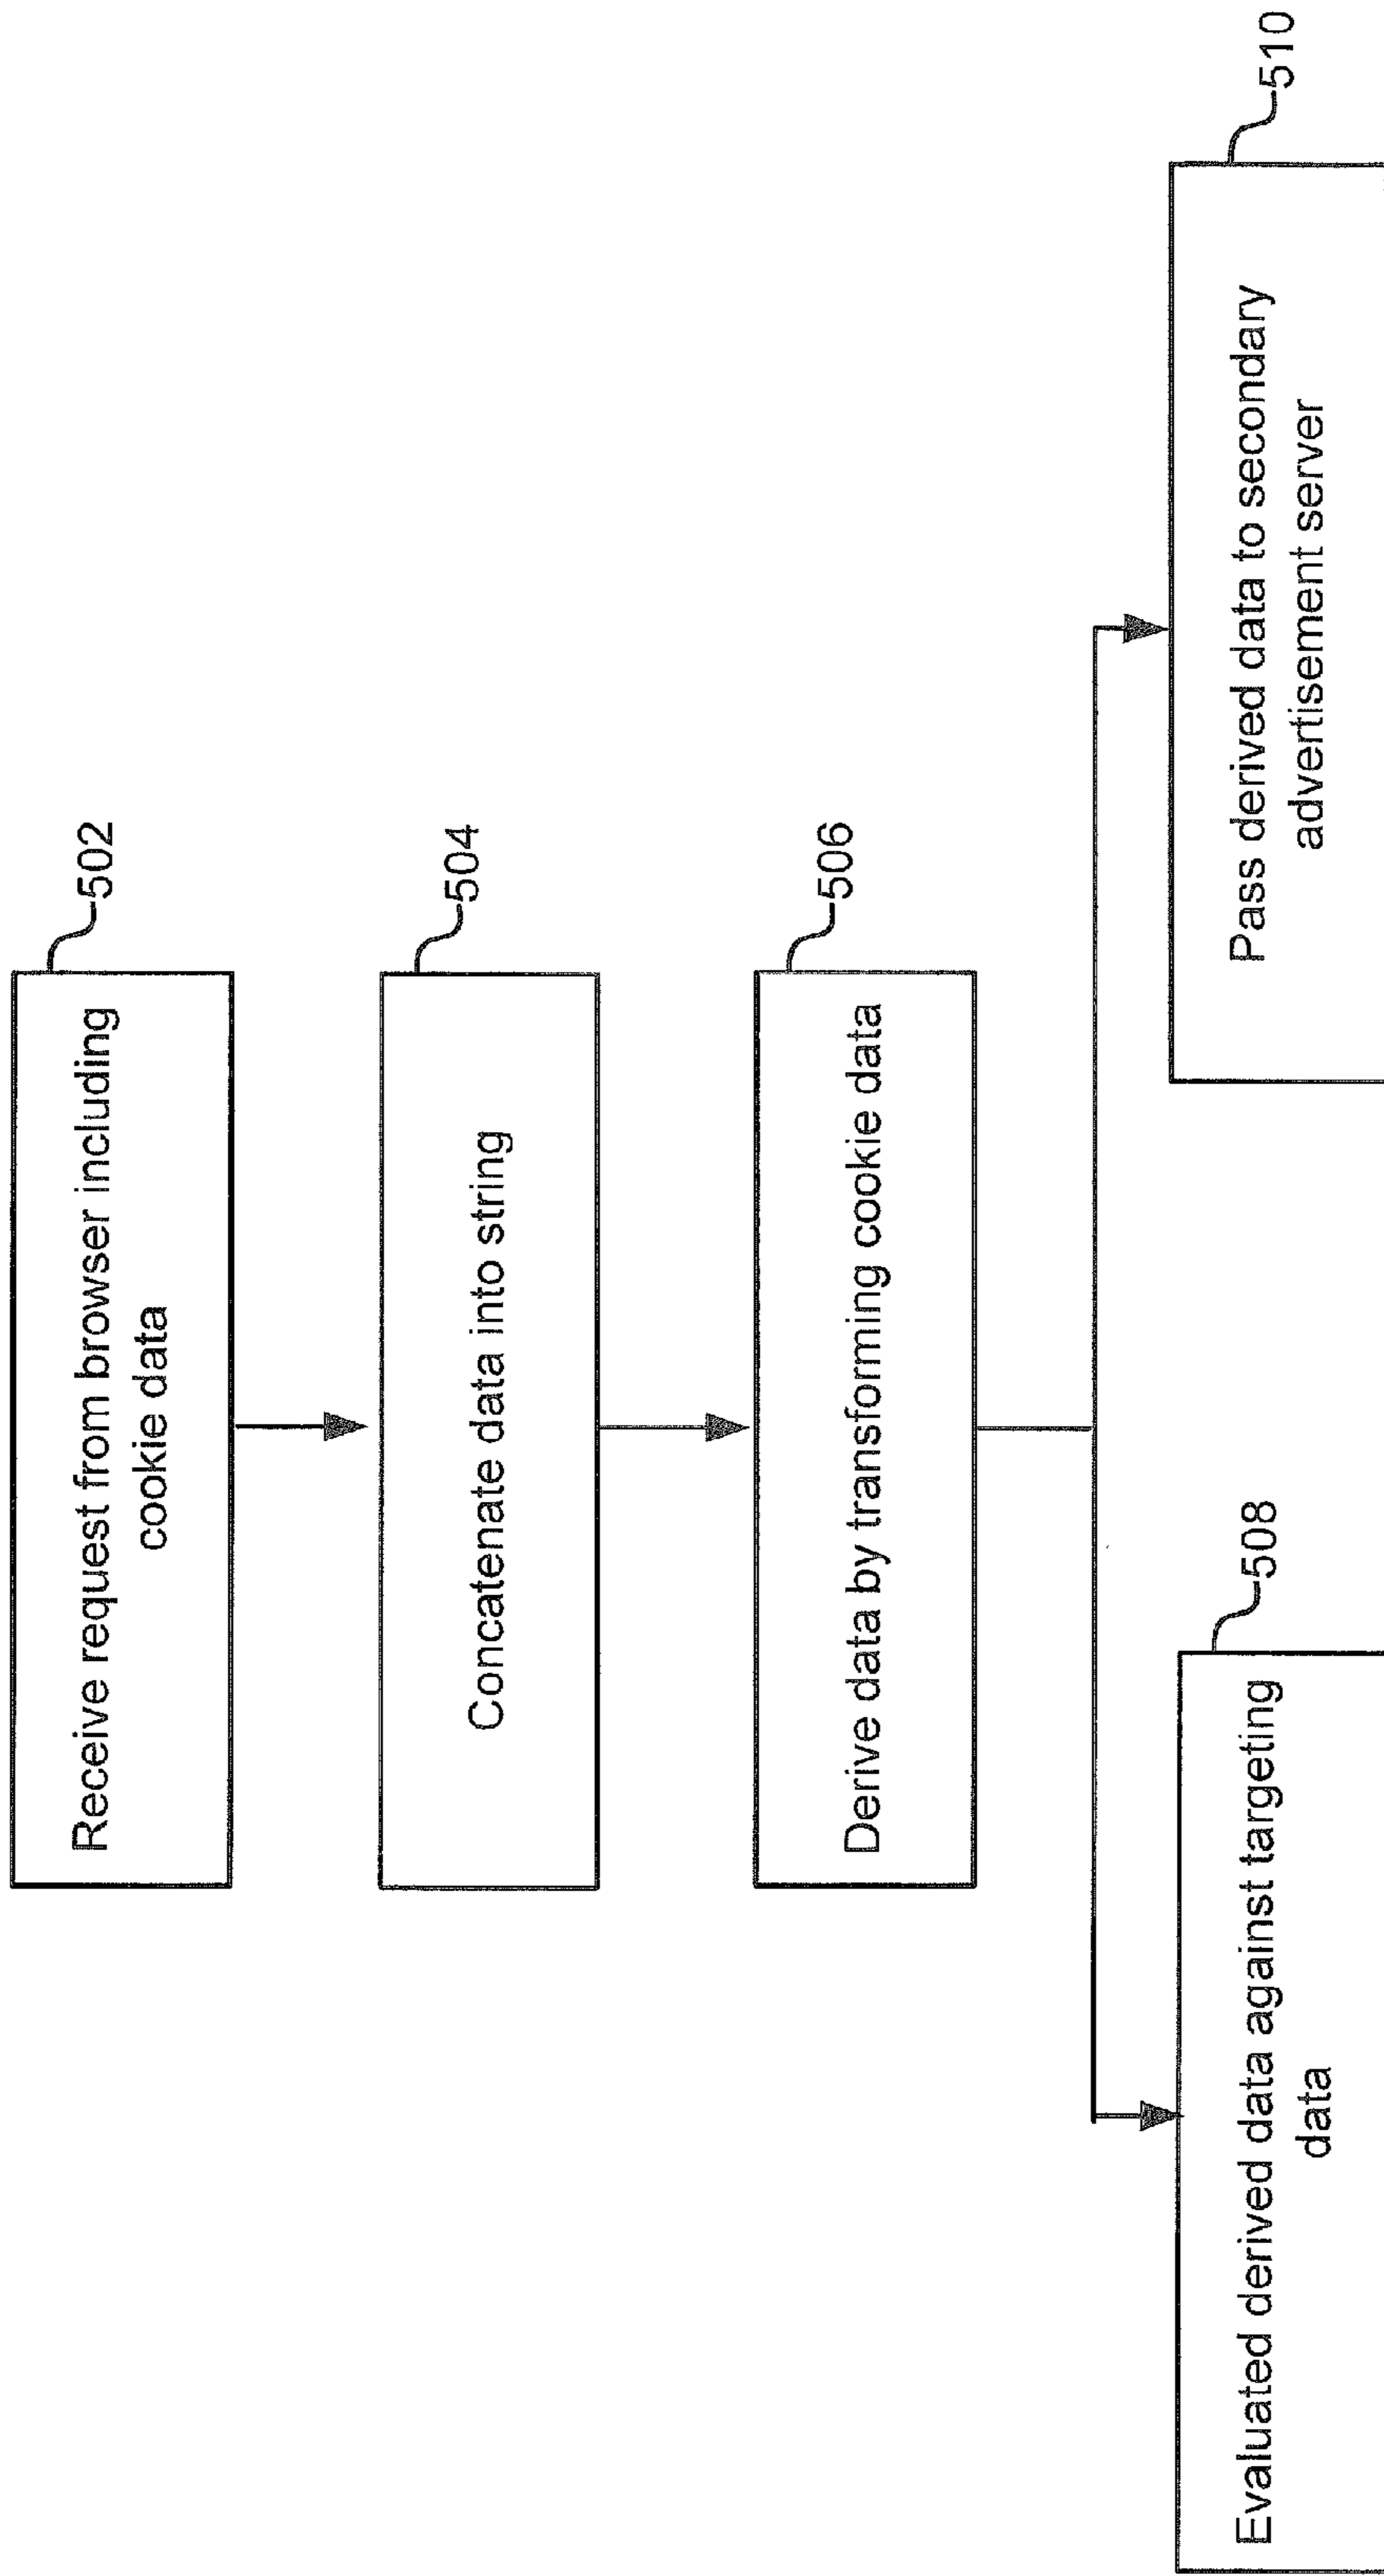 Receive request from browser including
cookie data
502
Concatenate data into string
504
Derive data by transforming cookie data
506
Evaluated derived data against targeting
data
508
Pass derived data to secondary
advertisement server
510